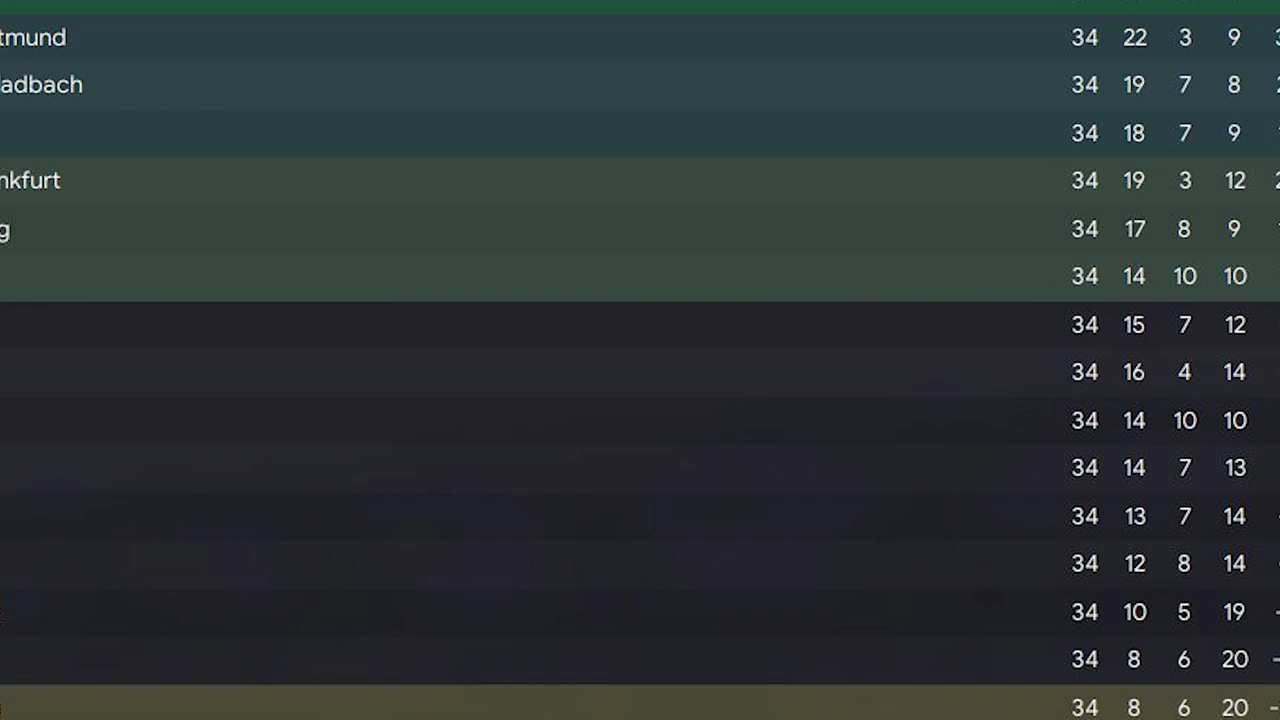 tmund 34 22 3 9
adbach 34 19 7 8
34 18 7 9
nkfurt 34 19 3 12
g 34 17 8 9
34 14 10 10
34 15 7 12
34 16 4 14
34 14 10 10
34 14 7 13
34 13 7 14
34 12 8 14
34 10 5 19
34 8 6 20
34 8 6 20